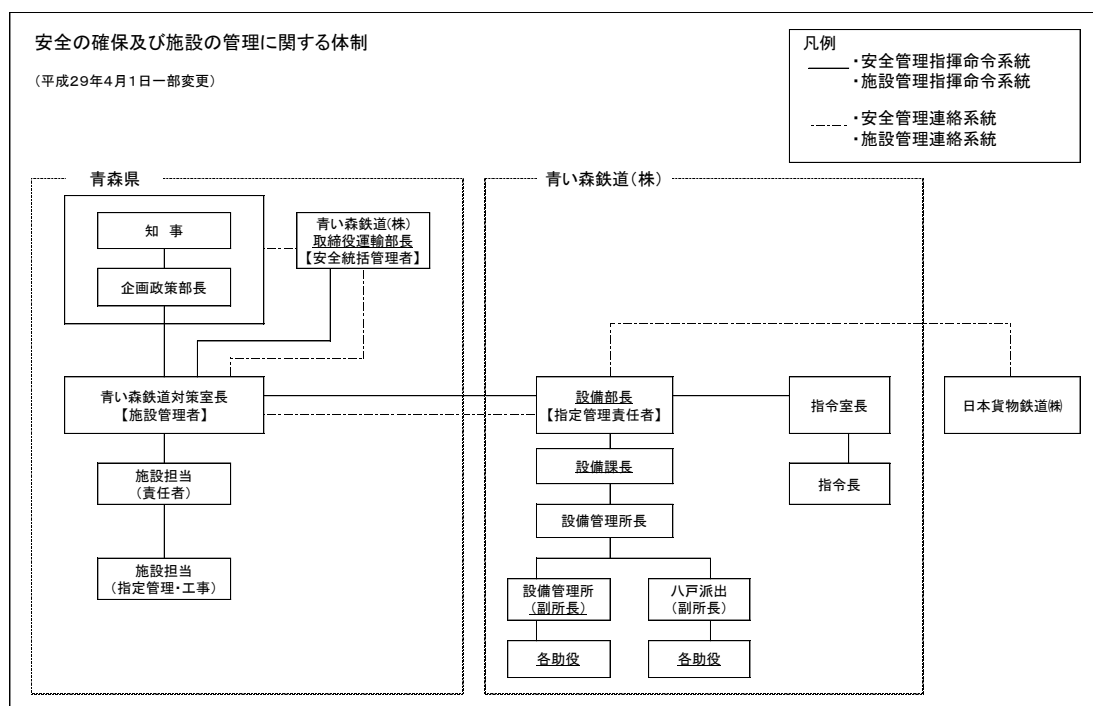 安全の確保及び施設の管理に関する体制
(平成29年4月1日一部変更)
凡例
・安全管理指揮命令系統
・施設管理指揮命令系統
・安全管理連絡系統
・施設管理連絡系統
青森県
知 事
企画政策部長
青い森鉄道(株)
取締役運輸部長
【安全統括管理者】
青い森鉄道対策室長
【施設管理者】
施設担当
(責任者)
施設担当
(指定管理・工事)
青い森鉄道(株)
設備部長
【指定管理責任者】
設備課長
設備管理所長
設備管理所
(副所長)
各助役
八戸派出
(副所長)
各助役
指令室長
指令長
日本貨物鉄道㈱